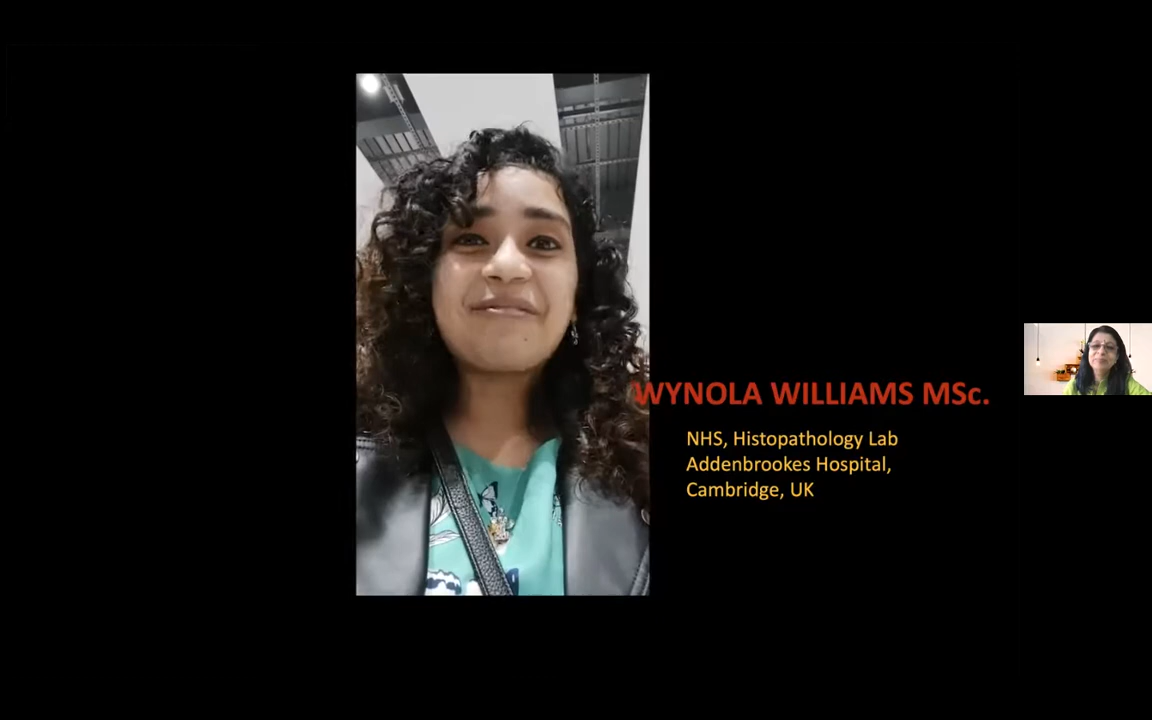 WYNOLA WILLIAMS MSc.
NHS, Histopathology Lab
Addenbrookes Hospital,
Cambridge, UK